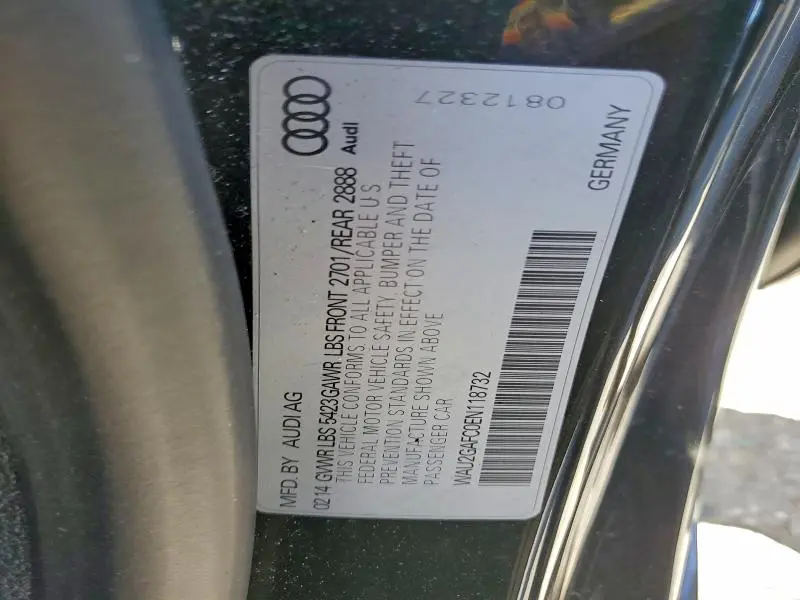 MFD. BY AUDI AG
Audi
0214 GVWR LBS 5423 GAWR LBS FRONT 2701/REAR 2888
THIS VEHICLE CONFORMS TO ALL APPLICABLE U S
FEDERAL MOTOR VEHICLE SAFETY, BUMPER AND THEFT
PREVENTION STANDARDS IN EFFECT ON THE DATE OF
MANUFACTURE SHOWN ABOVE
PASSENGER CAR
WAU2GAFC0EN118732
GERMANY
0812327